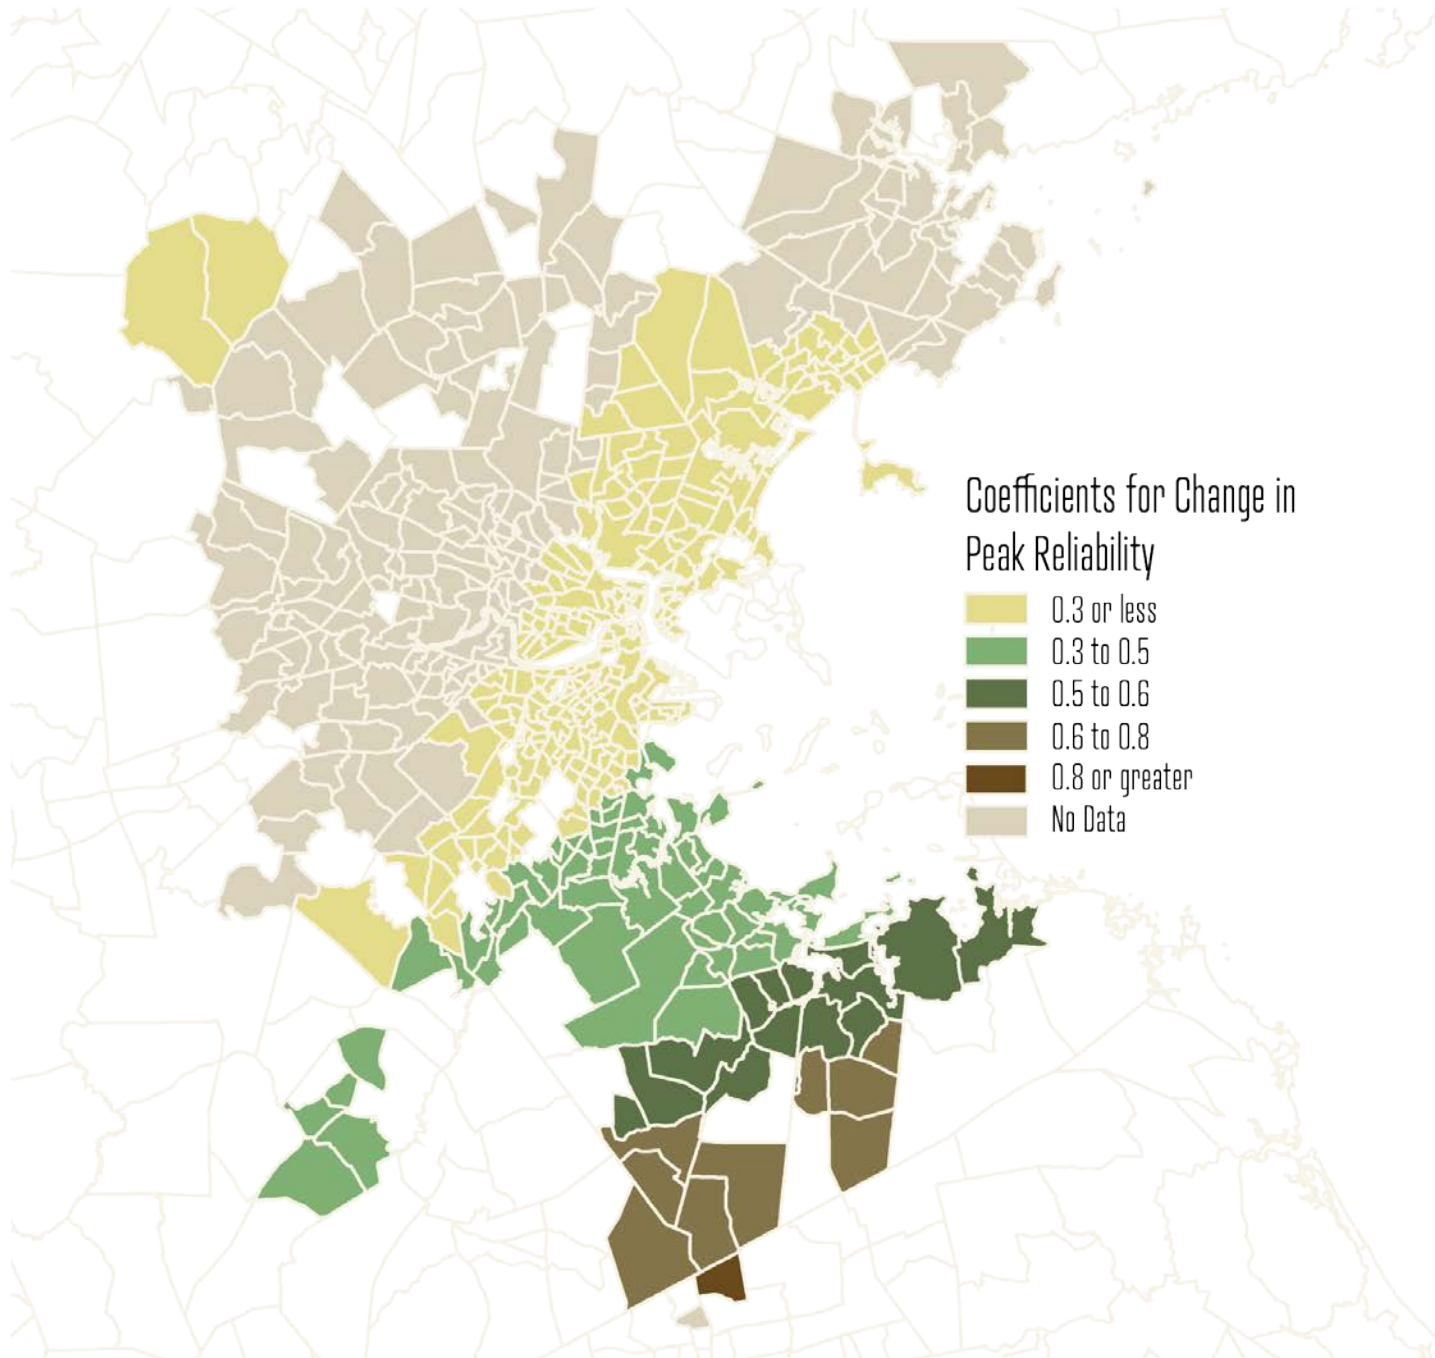 Coefficients for Change in
Peak Reliability
0.3 or less
0.3 to 0.5
0.5 to 0.6
0.6 to 0.8
0.8 or greater
No Data